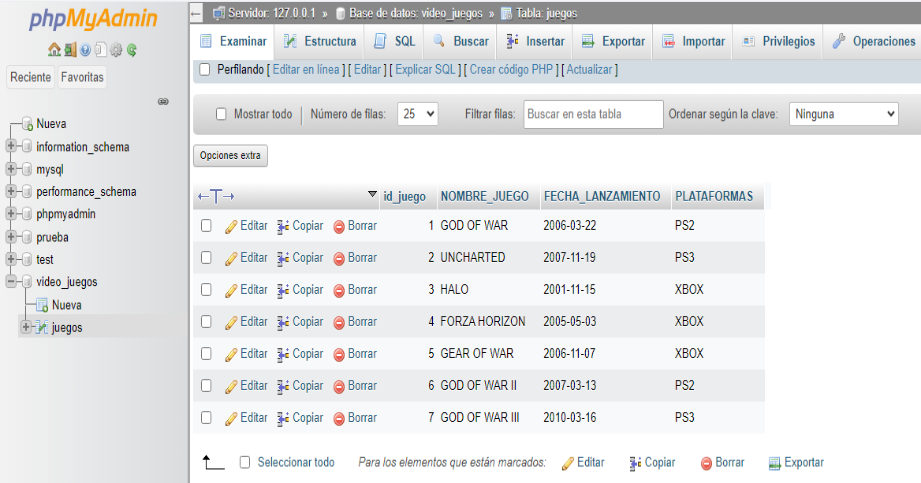 phpMyAdmin
Servidor: 127.0.0.1 » Base de datos: video_juegos » Tabla: juegos
Examinar Estructura SQL Buscar Insertar Exportar Importar Privilegios Operaciones
Perfilando [ Editar en línea ] [ Editar ] [ Explicar SQL ] [ Crear código PHP ] [ Actualizar ]
Reciente Favoritas
Nueva
information_schema
mysql
performance_schema
phpmyadmin
prueba
test
video_juegos
Nueva
juegos
Mostrar todo Número de filas: 25 Filtrar filas: Buscar en esta tabla Ordenar según la clave: Ninguna
Opciones extra
←T→ id_juego NOMBRE_JUEGO FECHA_LANZAMIENTO PLATAFORMAS
Editar Copiar Borrar 1 GOD OF WAR 2006-03-22 PS2
Editar Copiar Borrar 2 UNCHARTED 2007-11-19 PS3
Editar Copiar Borrar 3 HALO 2001-11-15 XBOX
Editar Copiar Borrar 4 FORZA HORIZON 2005-05-03 XBOX
Editar Copiar Borrar 5 GEAR OF WAR 2006-11-07 XBOX
Editar Copiar Borrar 6 GOD OF WAR II 2007-03-13 PS2
Editar Copiar Borrar 7 GOD OF WAR III 2010-03-16 PS3
Seleccionar todo Para los elementos que están marcados: Editar Copiar Borrar Exportar